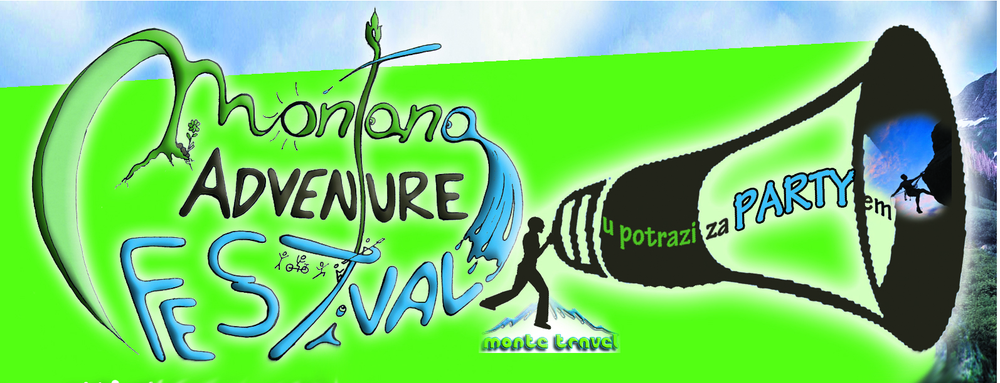 Montana
ADVENTURE
FESTIVAL
u potrazi za PARTYem
monte travel